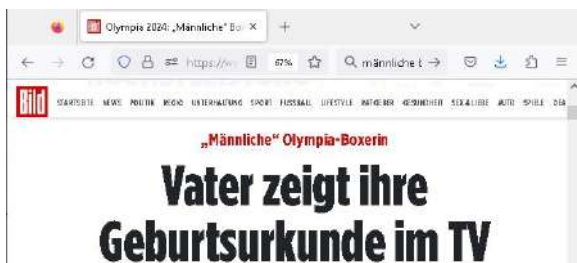 Olympia 2024: „Männliche" Bo
https://w
67%
männliche b
Bild
STARTSEITE NEWS POLITIK REGIO UNTERHALTUNG SPORT FUSSBALL LIFESTYLE RATGEBER GESUNDHEIT SEX & LIEBE AUTO SPIELE DEA
„Männliche“ Olympia-Boxerin
Vater zeigt ihre
Geburtsurkunde im TV